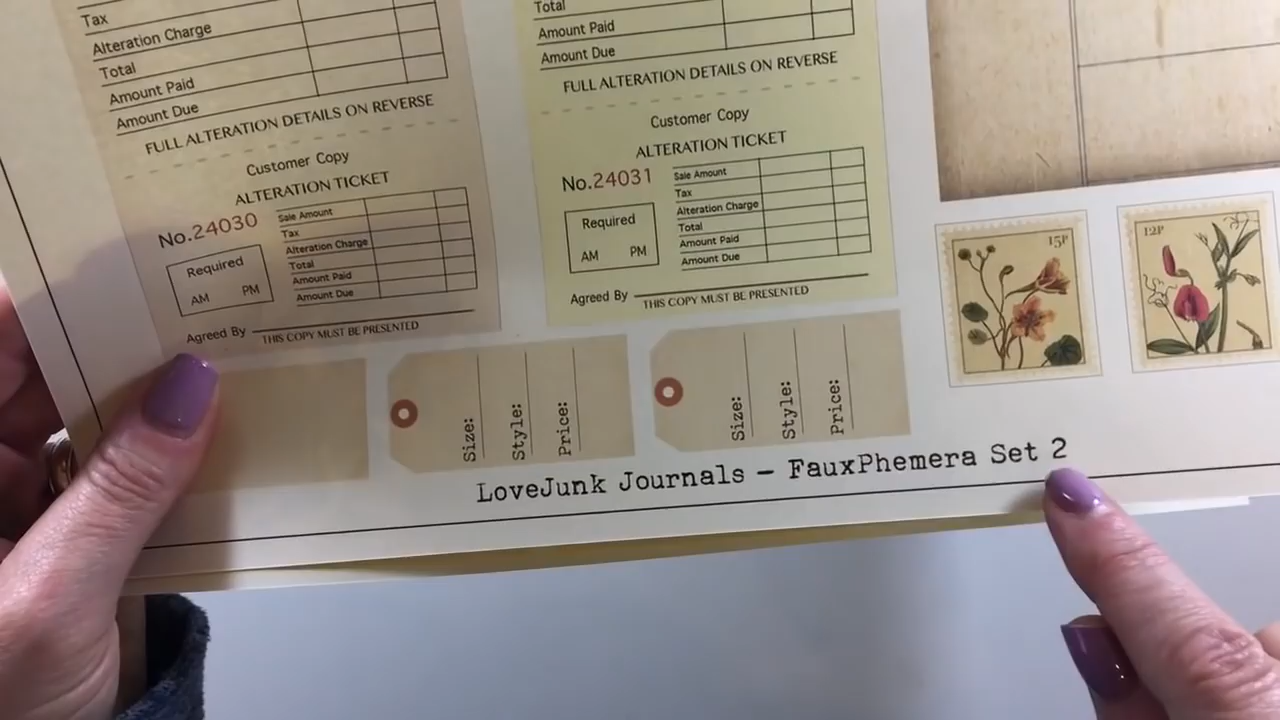 Tax
Alteration Charge
Total
Amount Paid
Amount Due
FULL ALTERATION DETAILS ON REVERSE
Customer Copy
ALTERATION TICKET
No.24030
Required
AM PM
Sale Amount
Tax
Alteration Charge
Total
Amount Paid
Amount Due
Agreed By
THIS COPY MUST BE PRESENTED
Total
Amount Paid
Amount Due
FULL ALTERATION DETAILS ON REVERSE
Customer Copy
ALTERATION TICKET
No.24031
Required
AM PM
Sale Amount
Tax
Alteration Charge
Total
Amount Paid
Amount Due
Agreed By
THIS COPY MUST BE PRESENTED
15P
12P
Size:
Style:
Price:
Size:
Style:
Price:
LoveJunk Journals – FauxPhemera Set 2